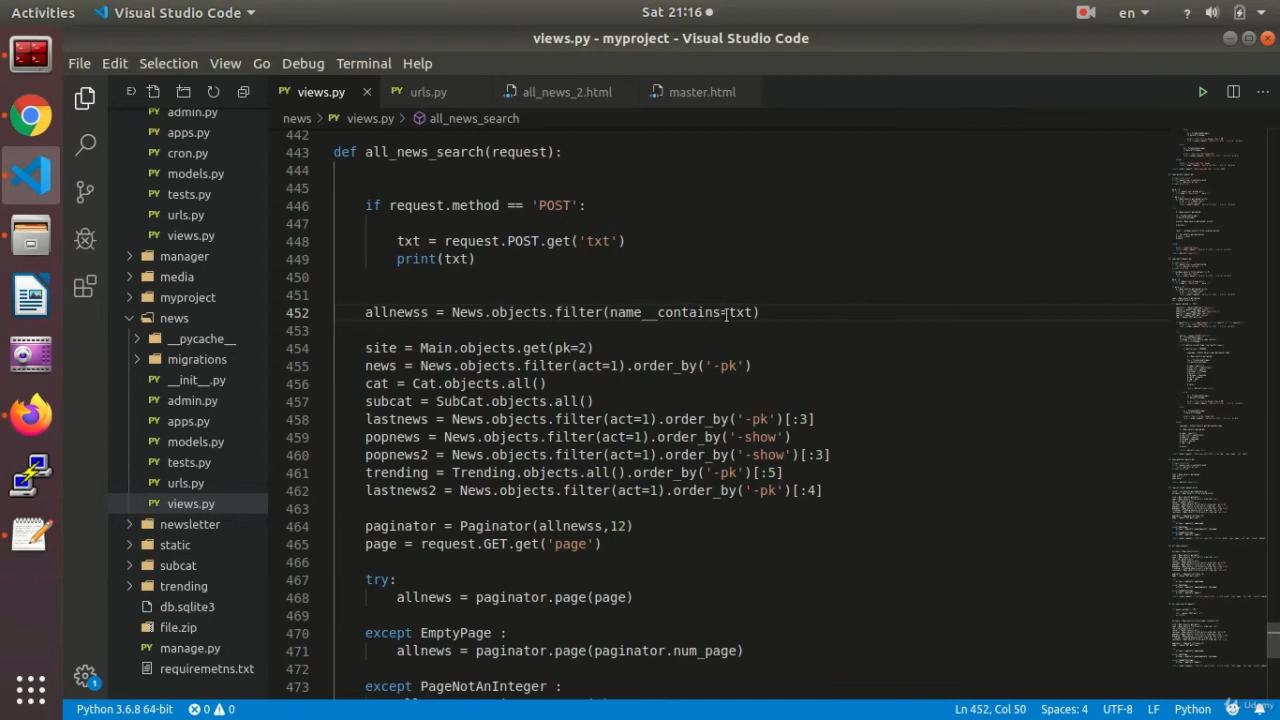 Activities Visual Studio Code Sat 21:16 en ?
views.py - myproject - Visual Studio Code
File Edit Selection View Go Debug Terminal Help
views.py urls.py all_news_2.html master.html
news > views.py > all_news_search
admin.py
apps.py
cron.py
models.py
tests.py
urls.py
views.py
manager
media
myproject
news
__pycache__
migrations
__init__.py
admin.py
apps.py
models.py
tests.py
urls.py
views.py
newsletter
static
subcat
trending
db.sqlite3
file.zip
manage.py
requiremetns.txt
442
443 def all_news_search(request):
444
445
446 if request.method == 'POST':
447
448 txt = request.POST.get('txt')
449 print(txt)
450
451
452 allnewss = News.objects.filter(name__contains=txt)
453
454 site = Main.objects.get(pk=2)
455 news = News.objects.filter(act=1).order_by('-pk')
456 cat = Cat.objects.all()
457 subcat = SubCat.objects.all()
458 lastnews = News.objects.filter(act=1).order_by('-pk')[:3]
459 popnews = News.objects.filter(act=1).order_by('-show')
460 popnews2 = News.objects.filter(act=1).order_by('-show')[:3]
461 trending = Trending.objects.all().order_by('-pk')[:5]
462 lastnews2 = News.objects.filter(act=1).order_by('-pk')[:4]
463
464 paginator = Paginator(allnewss,12)
465 page = request.GET.get('page')
466
467 try:
468 allnews = paginator.page(page)
469
470 except EmptyPage :
471 allnews = paginator.page(paginator.num_page)
472
473 except PageNotAnInteger :
Python 3.6.8 64-bit 0 0 Ln 452, Col 50 Spaces: 4 UTF-8 LF Python
1
Udemy